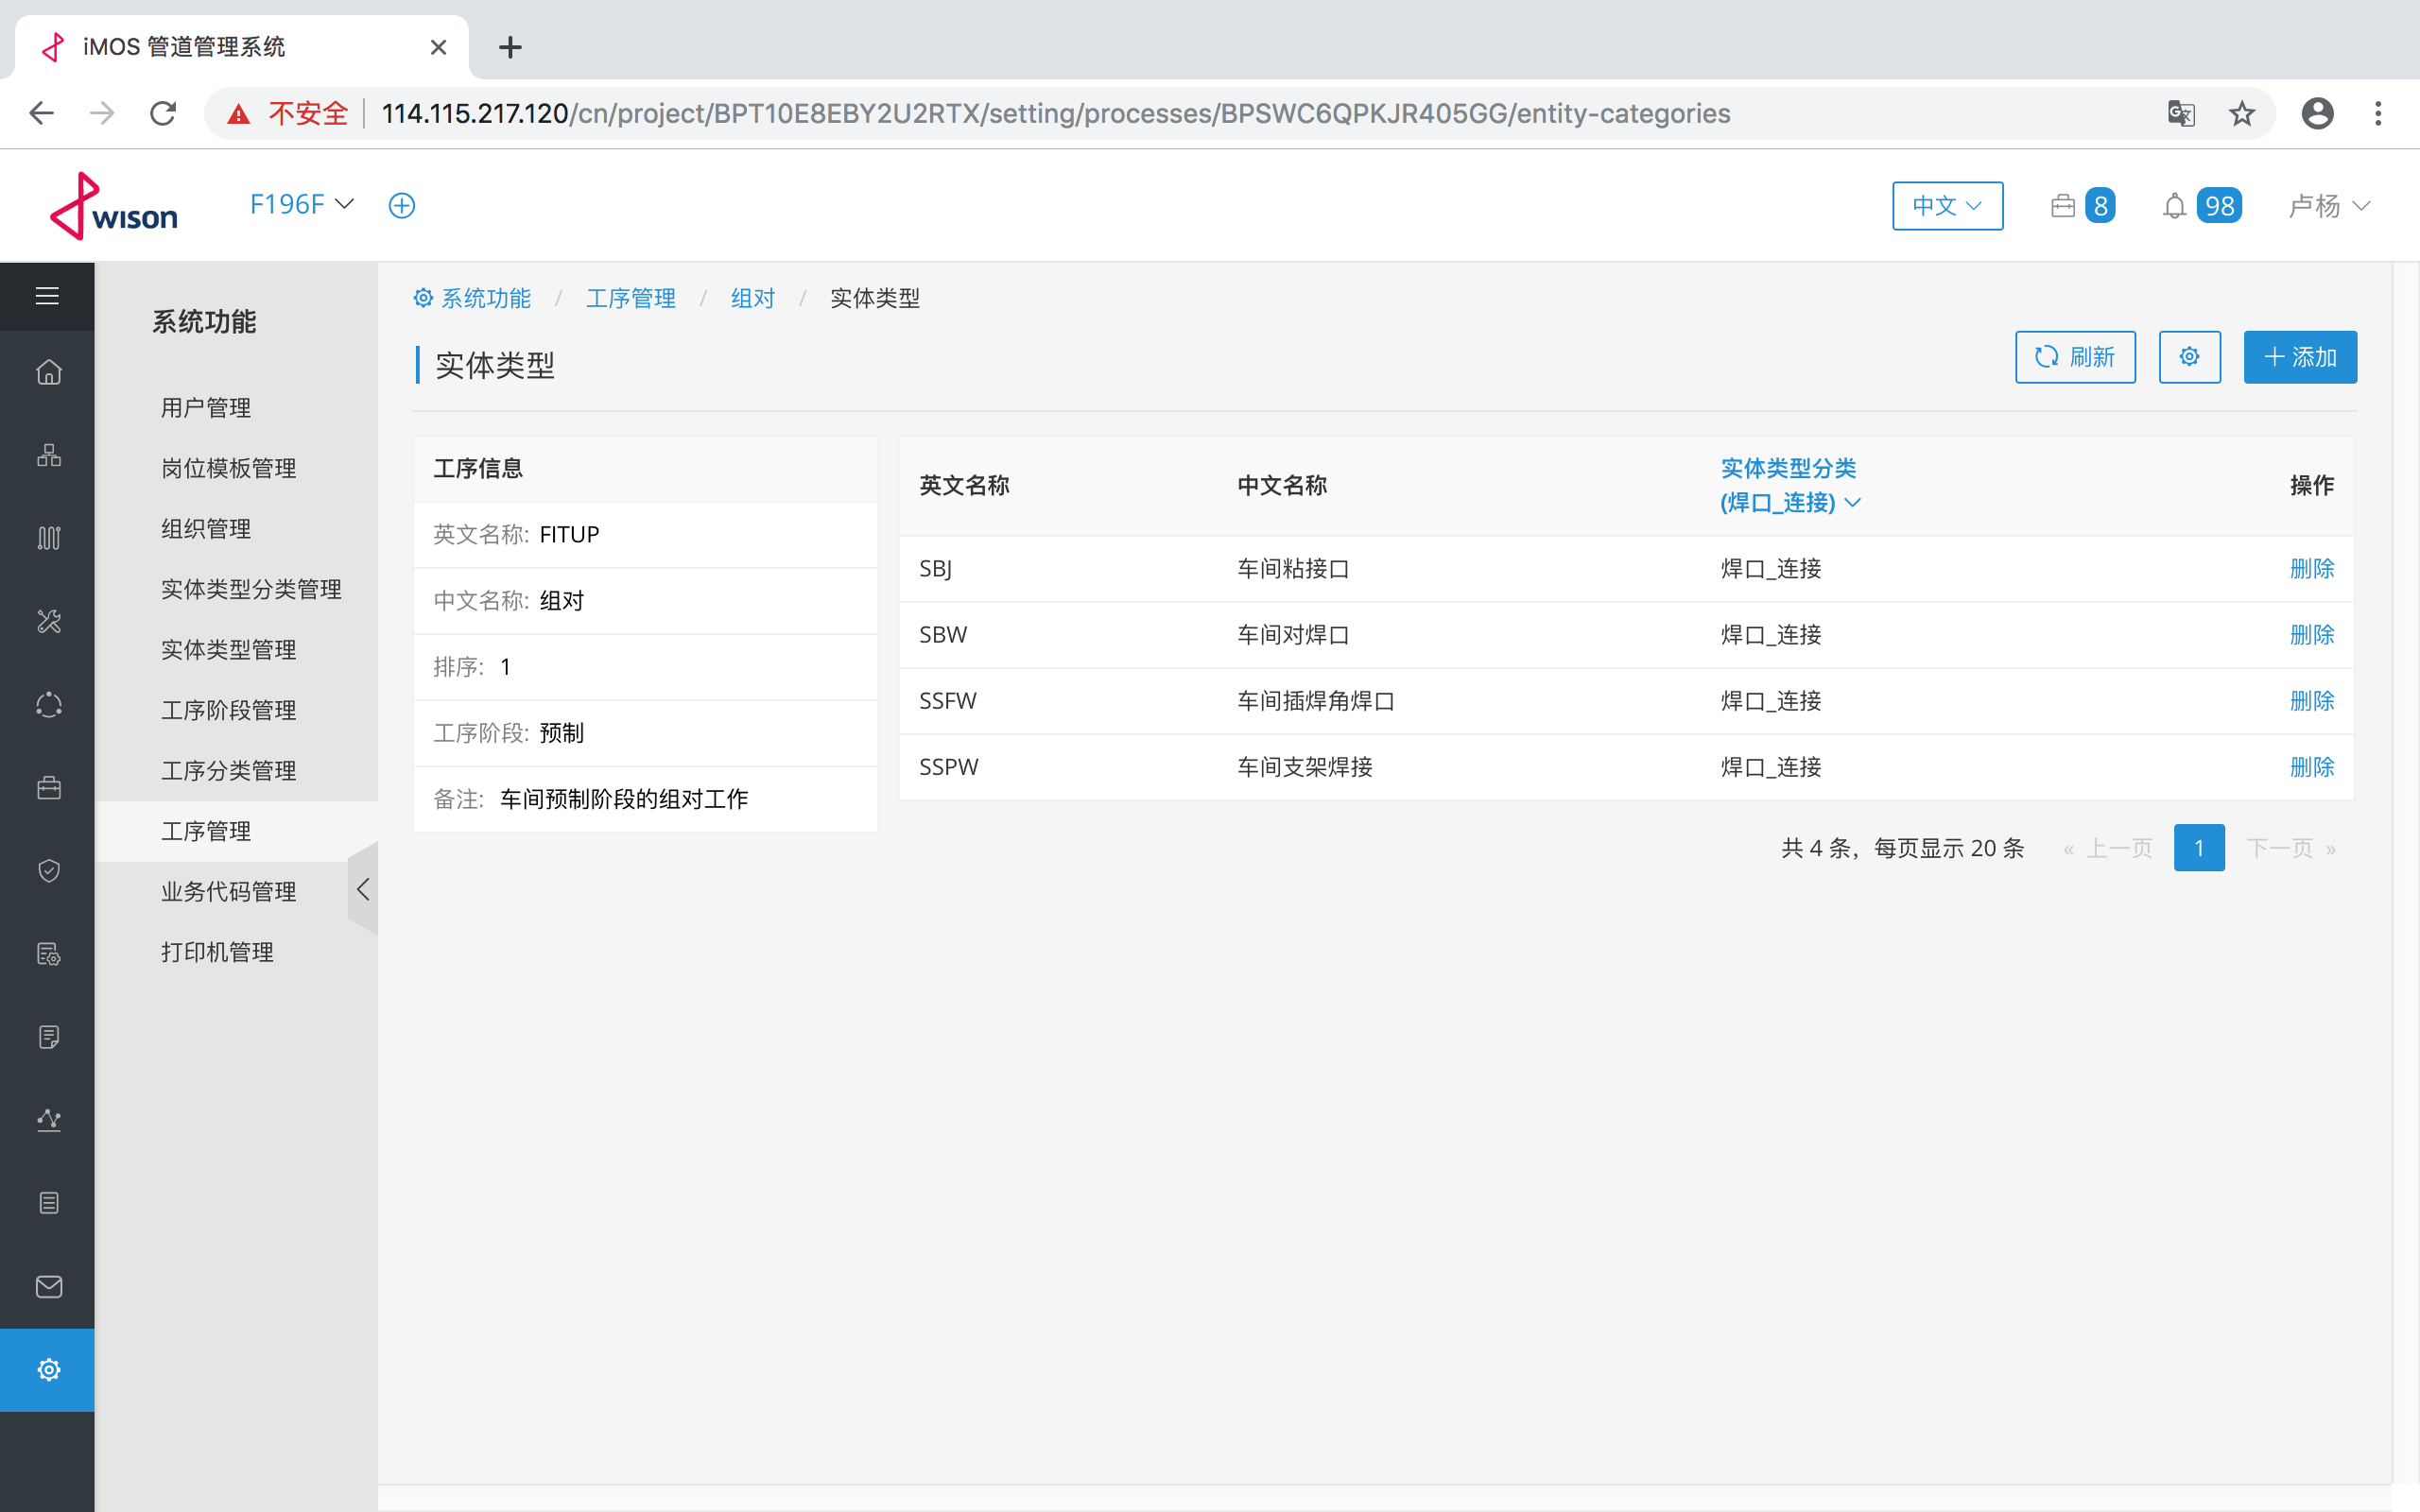 iMOS 管道管理系统
不安全 114.115.217.120/cn/project/BPT10E8EBY2U2RTX/setting/processes/BPSWC6QPKJR405GG/entity-categories
wison F196F 中文 8 98 卢杨
系统功能
用户管理
岗位模板管理
组织管理
实体类型分类管理
实体类型管理
工序阶段管理
工序分类管理
工序管理
业务代码管理
打印机管理
系统功能 / 工序管理 / 组对 / 实体类型
实体类型
刷新
添加
工序信息
英文名称: FITUP
中文名称: 组对
排序: 1
工序阶段: 预制
备注: 车间预制阶段的组对工作
英文名称 中文名称 实体类型分类 (焊口_连接) 操作
SBJ 车间粘接口 焊口_连接 删除
SBW 车间对焊口 焊口_连接 删除
SSFW 车间插焊角焊口 焊口_连接 删除
SSPW 车间支架焊接 焊口_连接 删除
共 4 条，每页显示 20 条 « 上一页 1 下一页 »